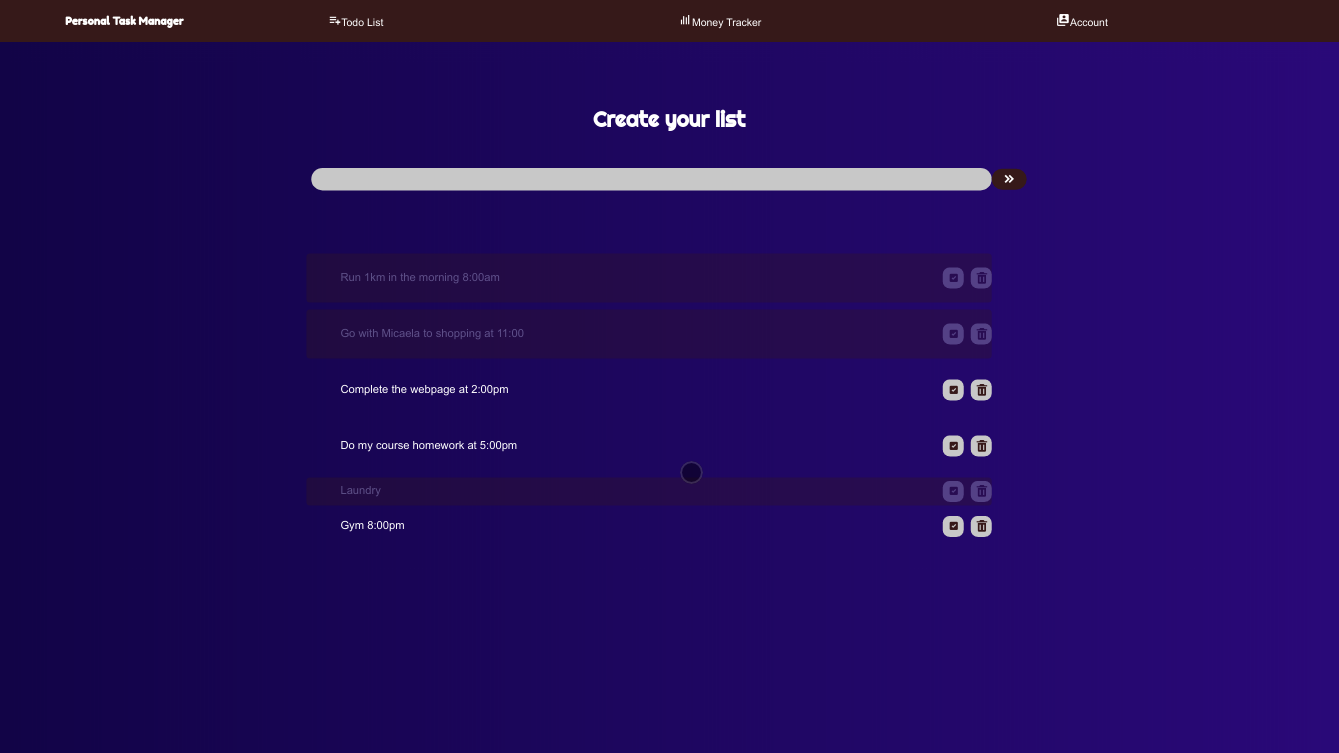 Personal Task Manager
Todo List
Money Tracker
Account
Create your list
Run 1km in the morning 8:00am
Go with Micaela to shopping at 11:00
Complete the webpage at 2:00pm
Do my course homework at 5:00pm
Laundry
Gym 8:00pm